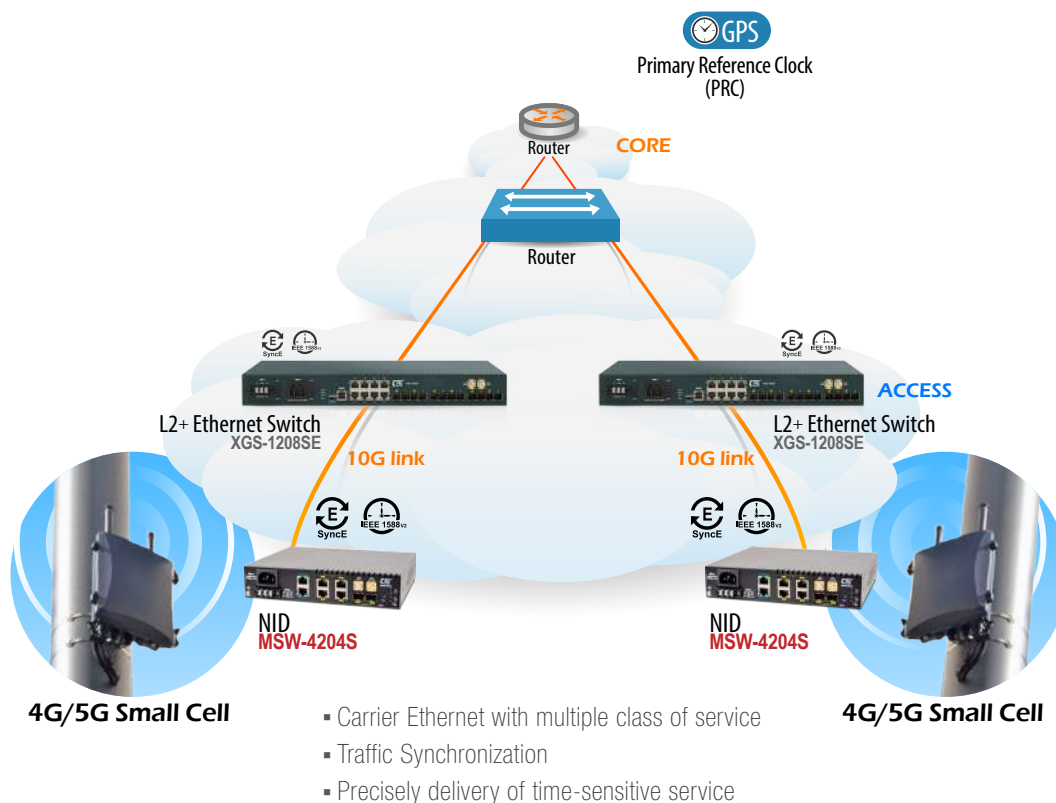 GPS
Primary Reference Clock
(PRC)
Router
CORE
Router
E
SyncE
IEEE 1588V2
E
SyncE
IEEE 1588V2
ACCESS
L2+ Ethernet Switch
XGS-1208SE
L2+ Ethernet Switch
XGS-1208SE
10G link
10G link
E
SyncE
IEEE 1588V2
E
SyncE
IEEE 1588V2
NID
MSW-4204S
NID
MSW-4204S
4G/5G Small Cell
4G/5G Small Cell
▪ Carrier Ethernet with multiple class of service
▪ Traffic Synchronization
▪ Precisely delivery of time-sensitive service